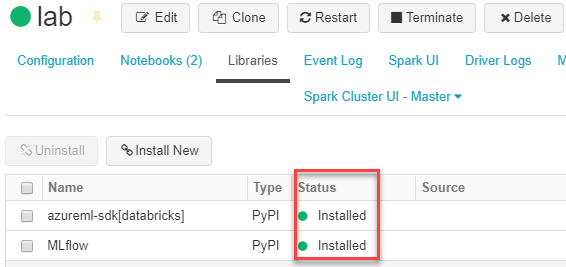 lab Edit Clone Restart Terminate Delete
Configuration Notebooks (2) Libraries Event Log Spark UI Driver Logs M
Spark Cluster UI - Master
Uninstall Install New
Name Type Status Source
azureml-sdk[databricks] PyPI Installed
MLflow PyPI Installed